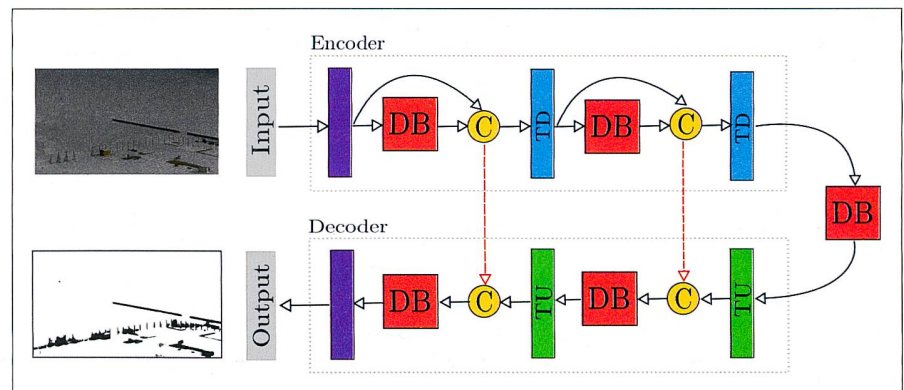 Encoder
Input
DB
C
TD
DB
C
TD
DB
Decoder
Output
DB
C
TU
DB
C
TU